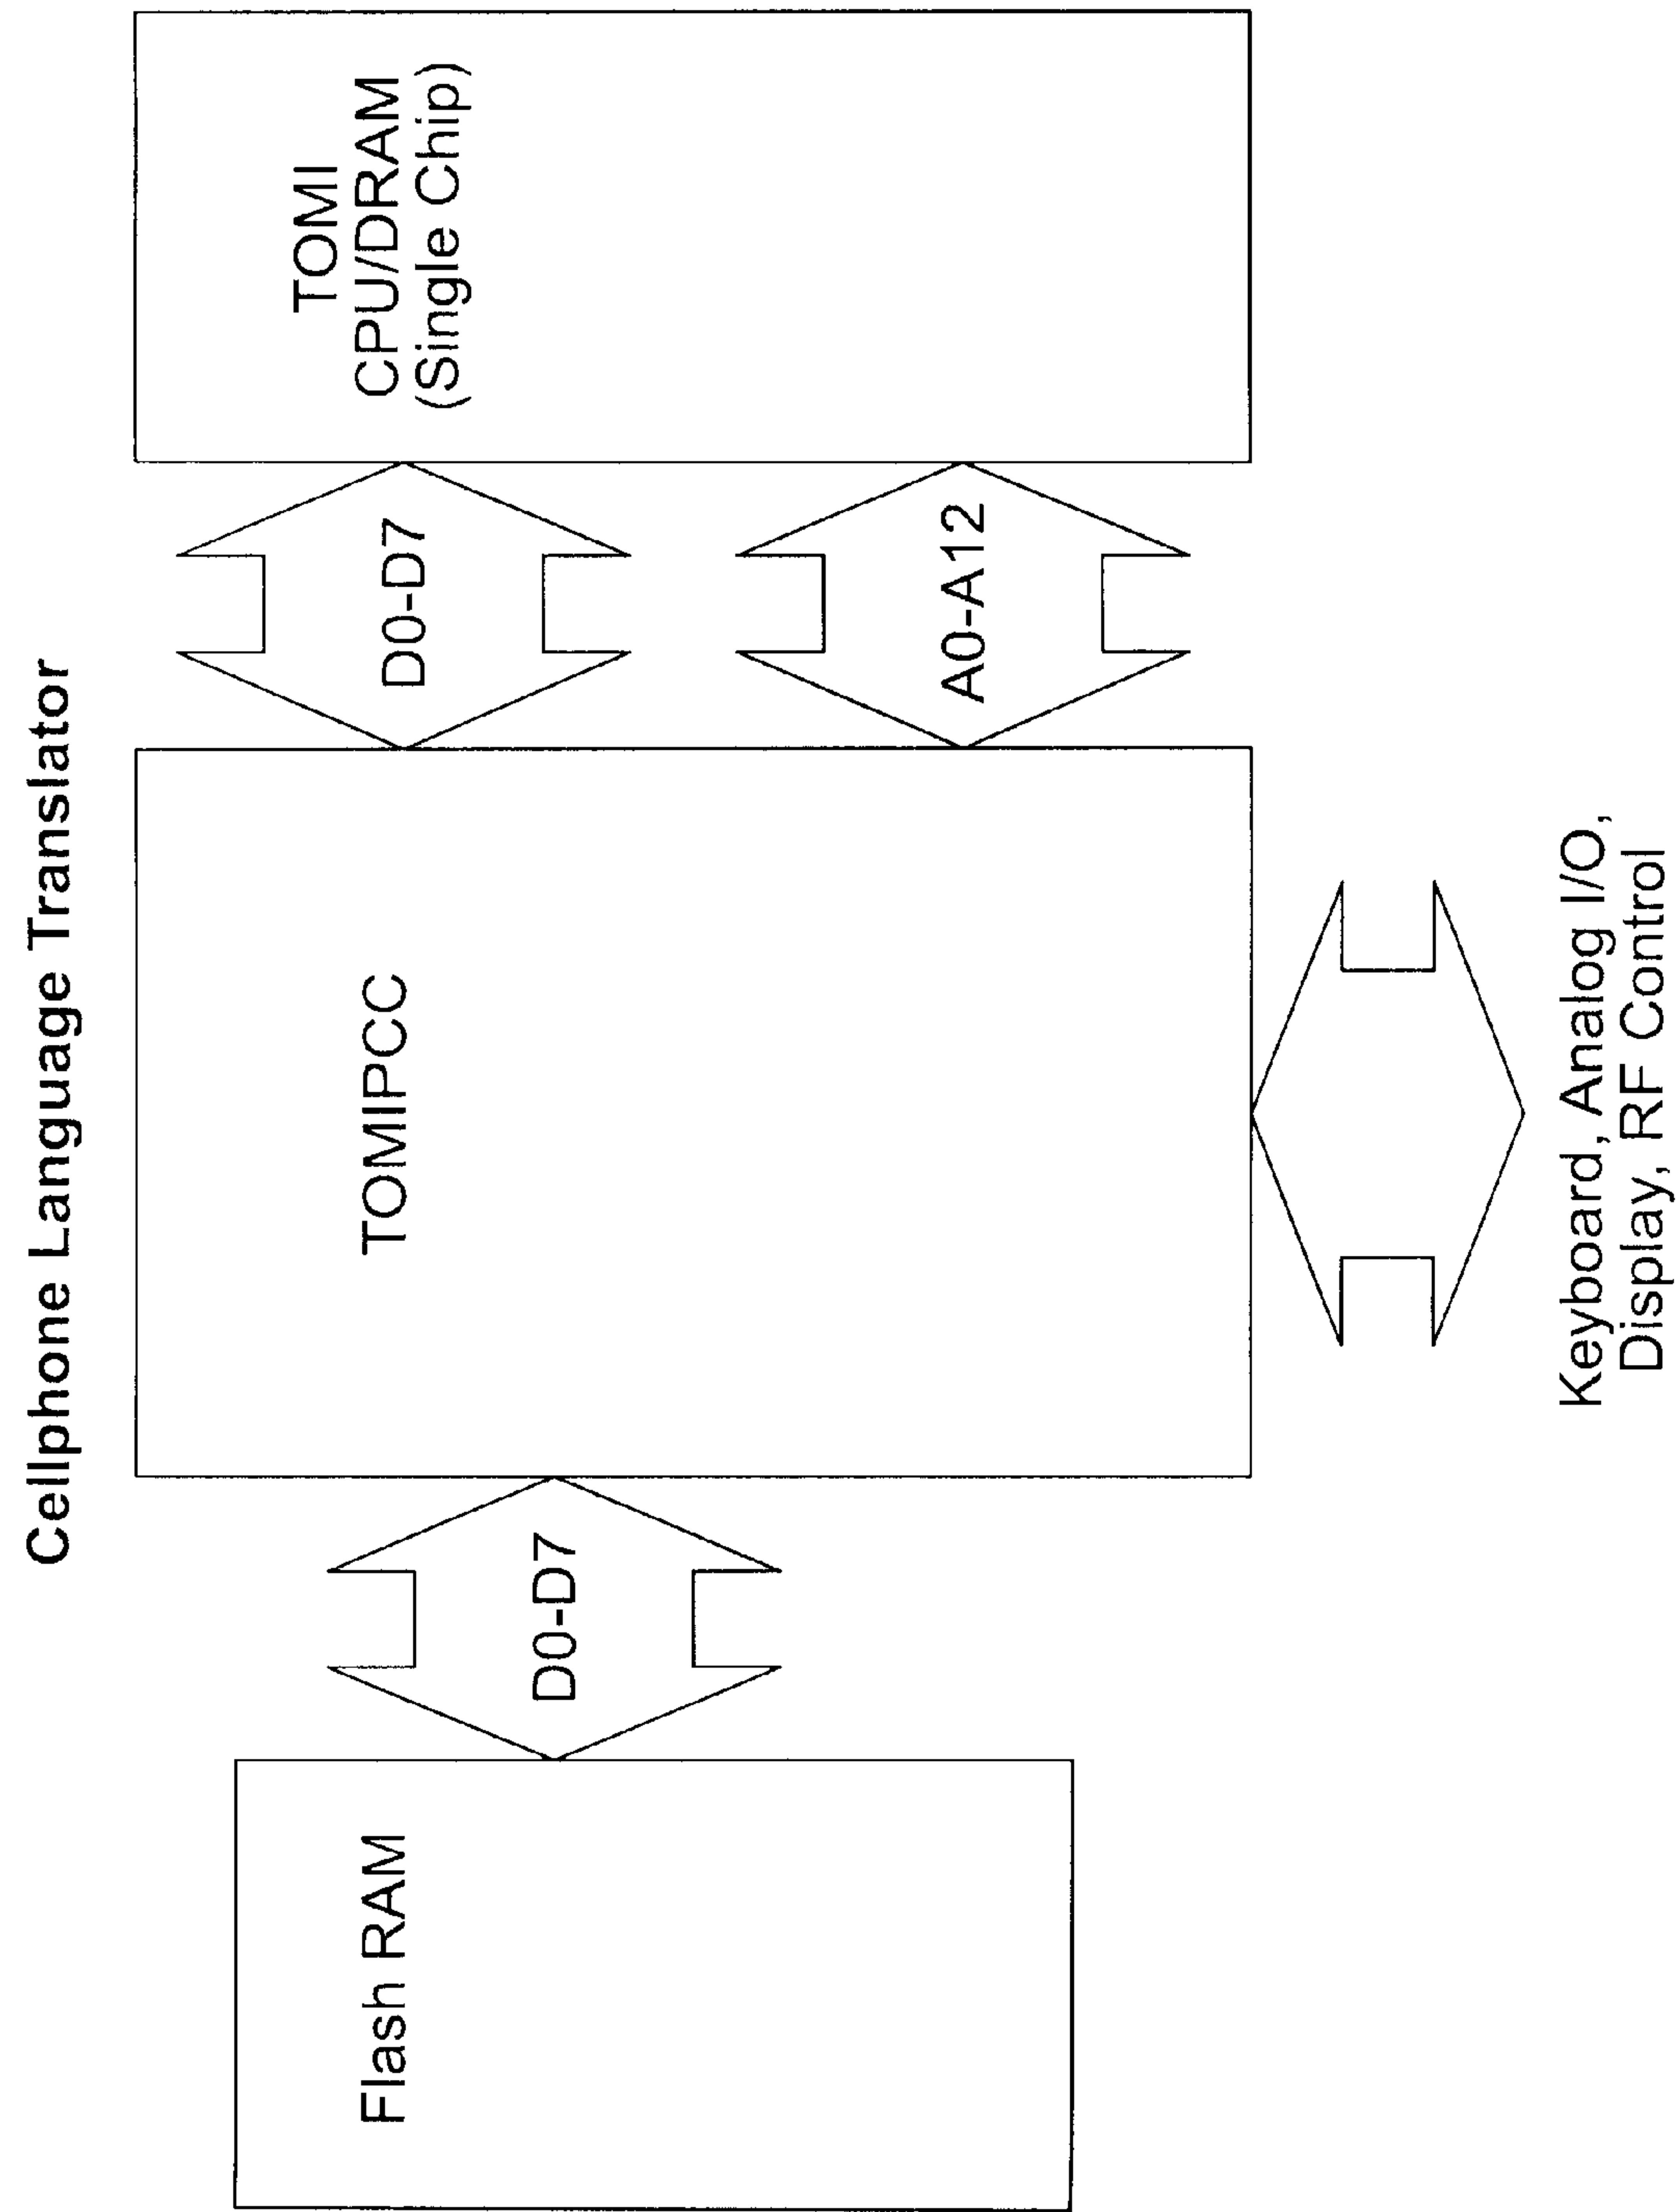 Cellphone Language Translator
Flash RAM
D0-D7
TOMIPCC
D0-D7
A0-A12
TOMI
CPU/DRAM
(Single Chip)
Keyboard, Analog I/O,
Display, RF Control